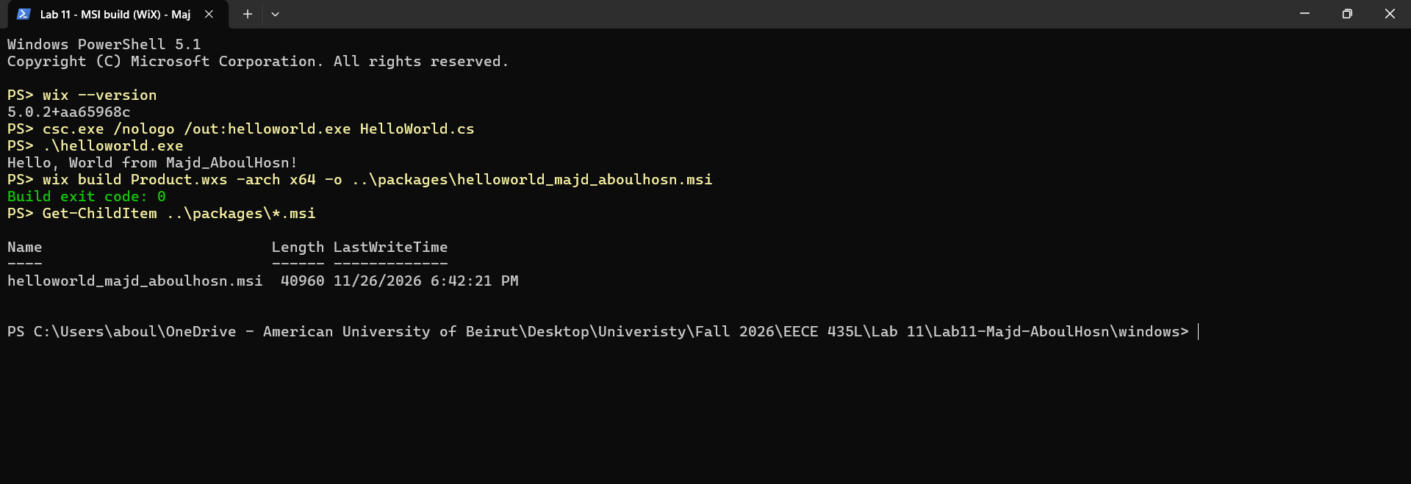 Lab 11 - MSI build (WiX) - Maj
Windows PowerShell 5.1
Copyright (C) Microsoft Corporation. All rights reserved.
PS> wix --version
5.0.2+aa65968c
PS> csc.exe /nologo /out:helloworld.exe HelloWorld.cs
PS> .\helloworld.exe
Hello, World from Majd_AboulHosn!
PS> wix build Product.wxs -arch x64 -o ..\packages\helloworld_majd_aboulhosn.msi
Build exit code: 0
PS> Get-ChildItem ..\packages\*.msi
Name Length LastWriteTime
---- ------ -------------
helloworld_majd_aboulhosn.msi 40960 11/26/2026 6:42:21 PM
PS C:\Users\aboul\OneDrive - American University of Beirut\Desktop\Univeristy\Fall 2026\EECE 435L\Lab 11\Lab11-Majd-AboulHosn\windows>